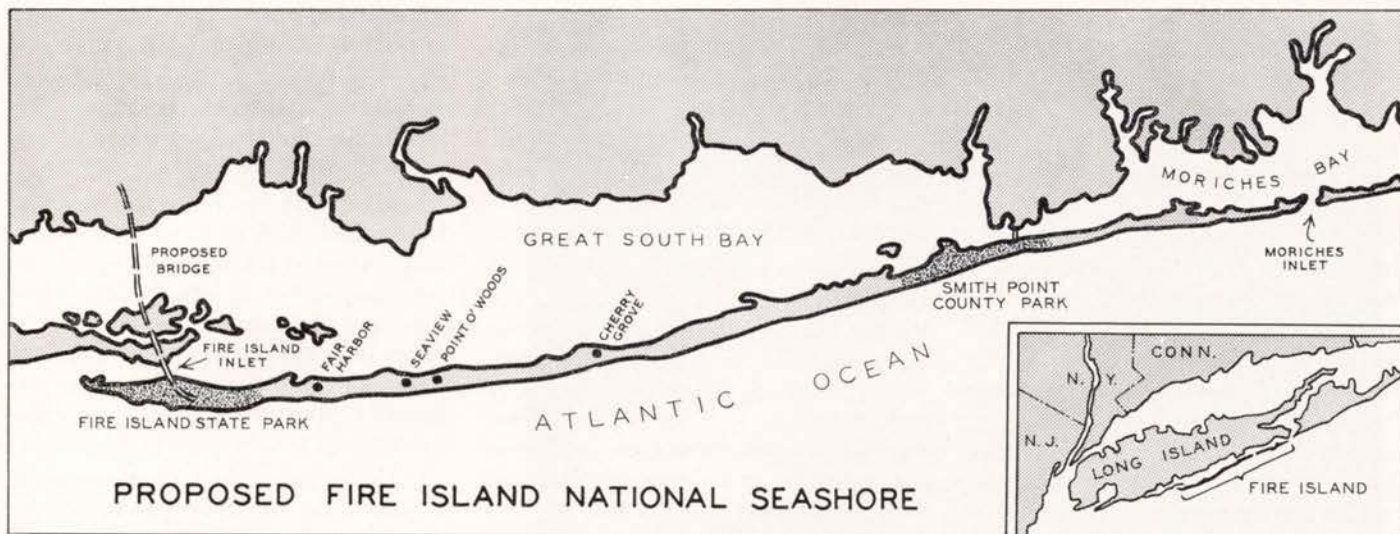 MORICHES BAY
GREAT SOUTH BAY
PROPOSED
BRIDGE
MORICHES
INLET
SMITH POINT
COUNTY PARK
FIRE ISLAND
INLET
FAIR
HARBOR
SEAVIEW
POINT O' WOODS
CHERRY
GROVE
FIRE ISLAND STATE PARK
ATLANTIC OCEAN
PROPOSED FIRE ISLAND NATIONAL SEASHORE
CONN.
N. Y.
N. J.
LONG ISLAND
FIRE ISLAND